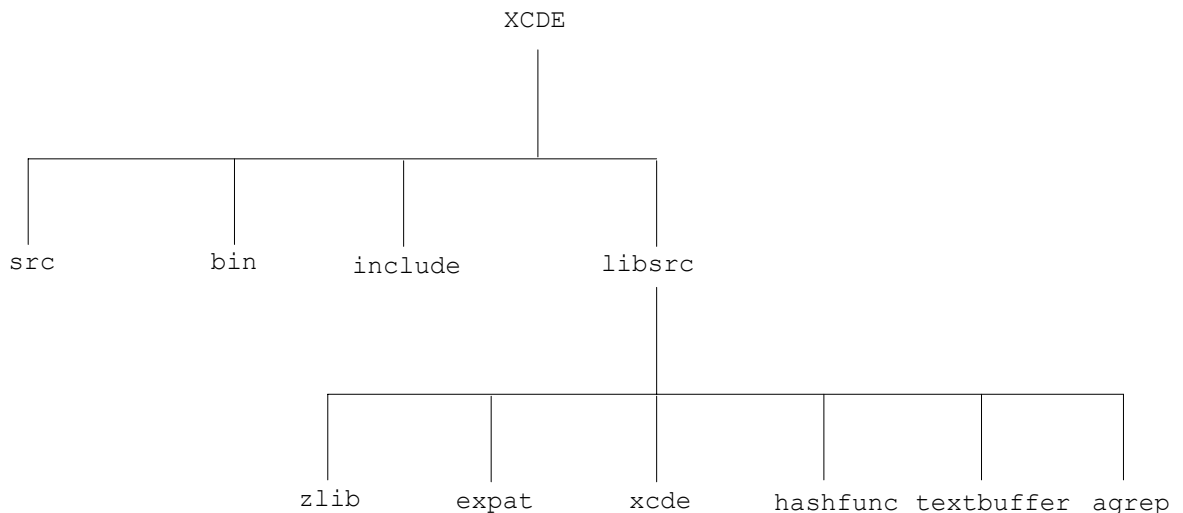 XCDE
src bin include libsrc
zlib expat xcde hashfunc textbuffer agrep